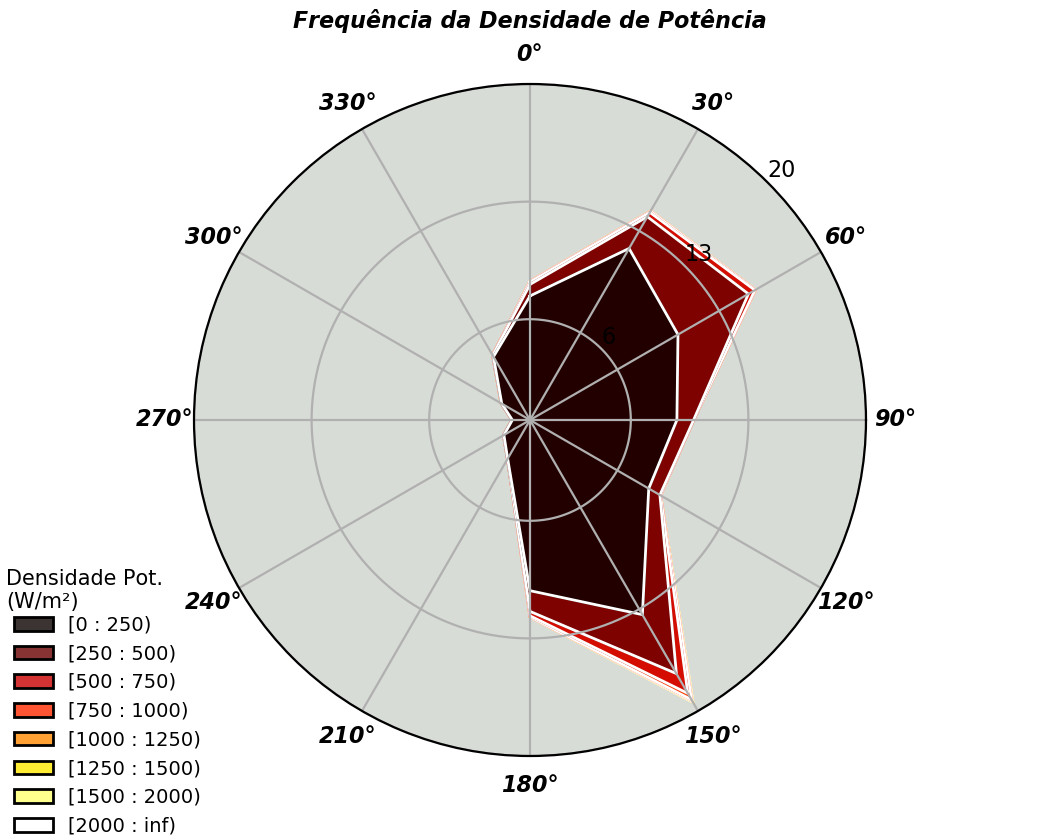 Frequência da Densidade de Potência
0°
330°
30°
20
300°
60°
13
6
270°
90°
Densidade Pot.
(W/m²)
240°
120°
[0 : 250)
[250 : 500)
[500 : 750)
[750 : 1000)
210°
150°
[1000 : 1250)
[1250 : 1500)
180°
[1500 : 2000)
[2000 : inf)